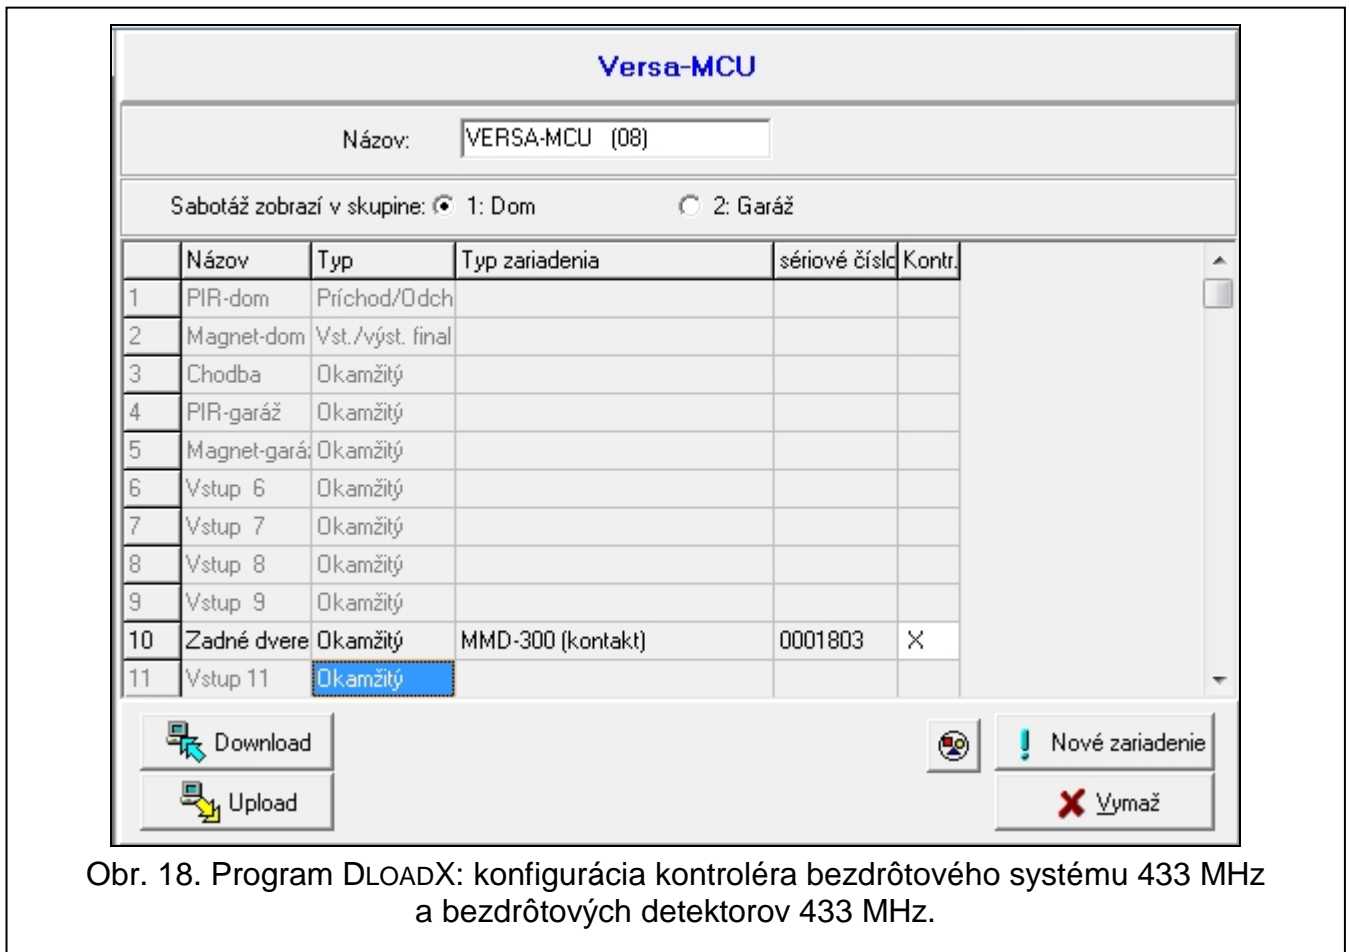 Versa-MCU
Názov: VERSA-MCU (08)
Sabotáž zobrazí v skupine: 1: Dom 2: Garáž
Názov Typ Typ zariadenia sériové číslo Kontr.
1 PIR-dom Príchod/Odch
2 Magnet-dom Vst./výst. final
3 Chodba Okamžitý
4 PIR-garáž Okamžitý
5 Magnet-gará Okamžitý
6 Vstup 6 Okamžitý
7 Vstup 7 Okamžitý
8 Vstup 8 Okamžitý
9 Vstup 9 Okamžitý
10 Zadné dvere Okamžitý MMD-300 (kontakt) 0001803 X
11 Vstup 11 Okamžitý
Download
! Nové zariadenie
Upload
Vymaž
Obr. 18. Program DLOADX: konfigurácia kontroléra bezdrôtového systému 433 MHz
a bezdrôtových detektorov 433 MHz.